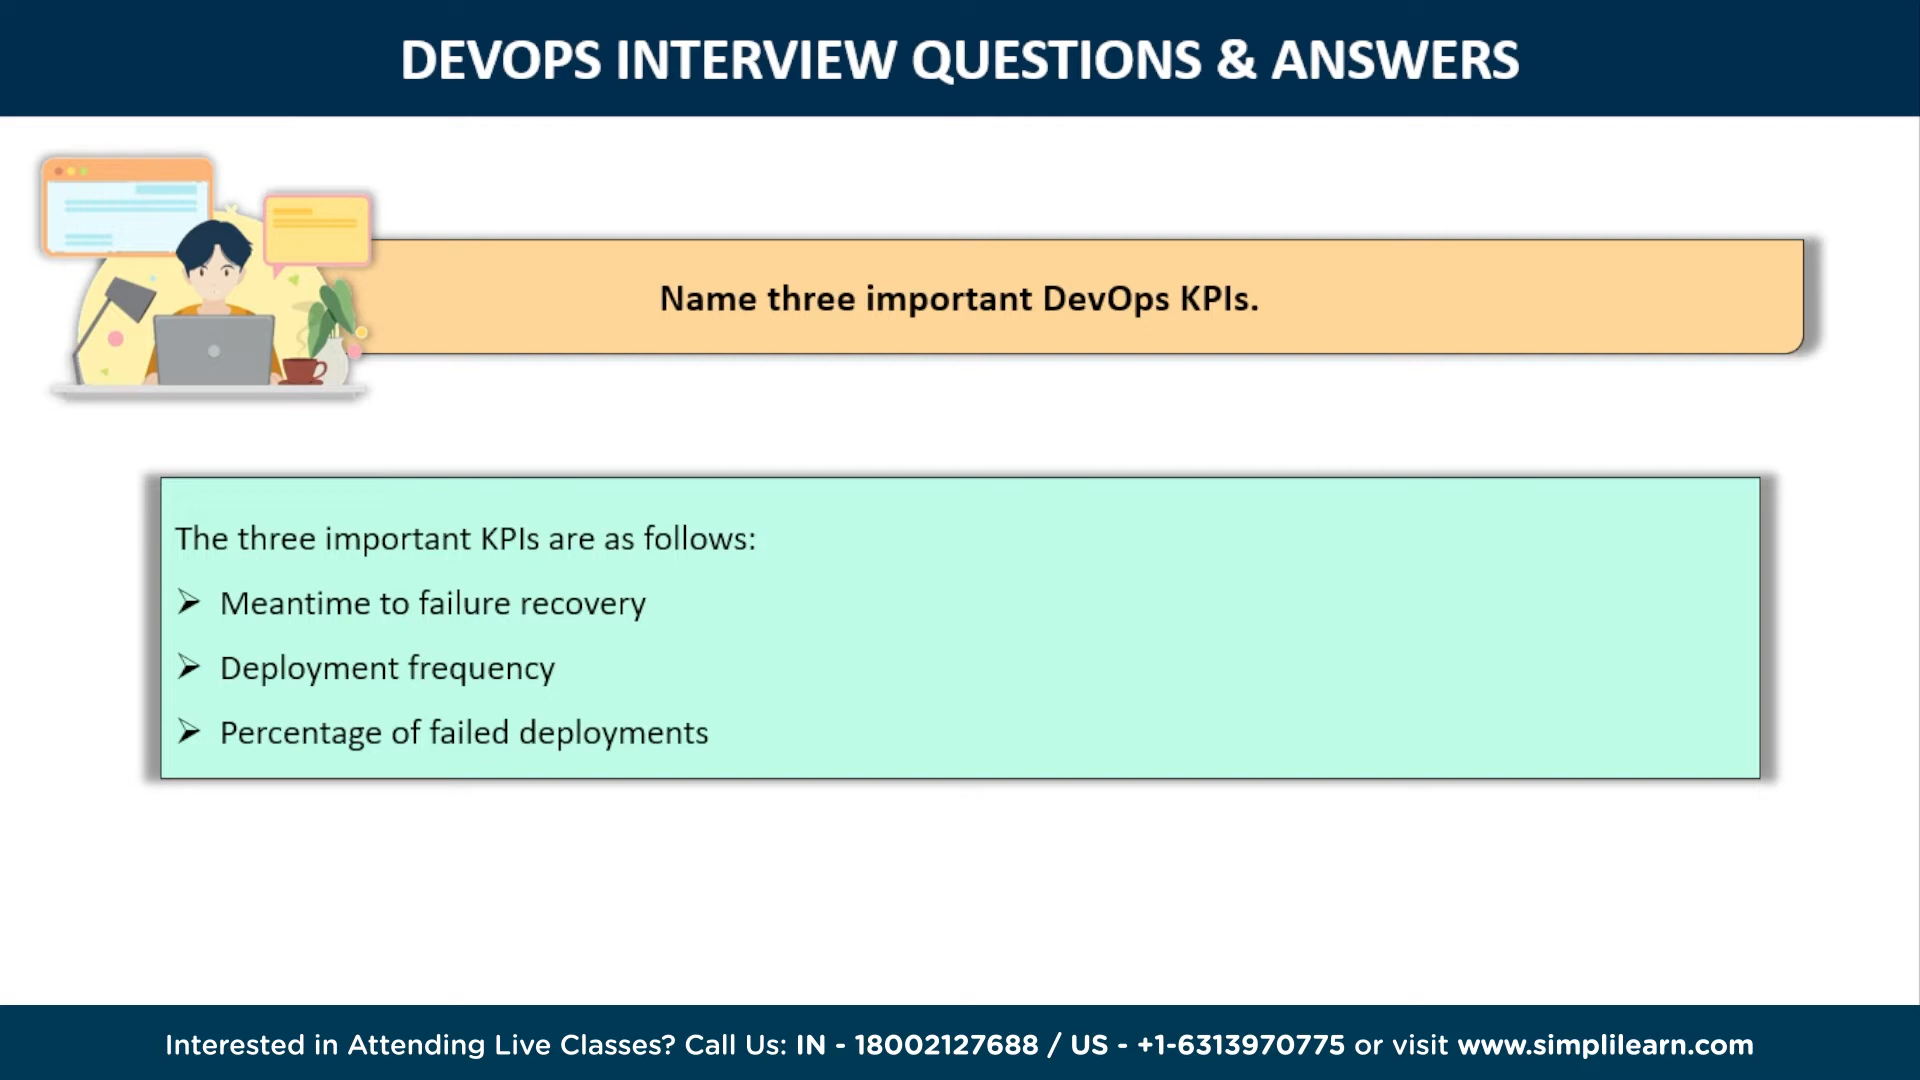 DEVOPS INTERVIEW QUESTIONS & ANSWERS
Name three important DevOps KPIs.
The three important KPIs are as follows:
➢ Meantime to failure recovery
➢ Deployment frequency
➢ Percentage of failed deployments
Interested in Attending Live Classes? Call Us: IN - 18002127688 / US - +1-6313970775 or visit www.simplilearn.com